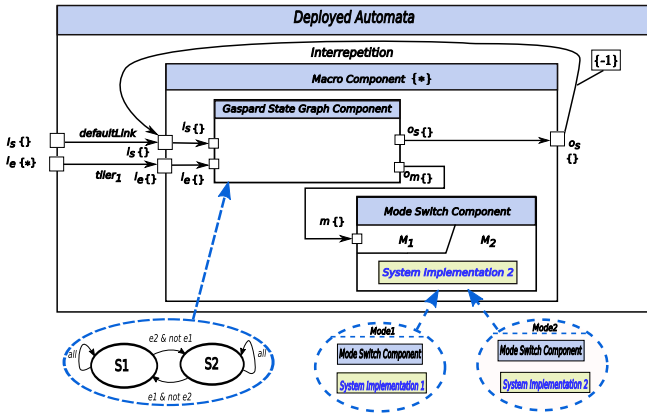 Deployed Automata
Interrepetition
{-1}
Macro Component {*}
Gaspard State Graph Component
Is{}
defaultLink
Is{}
Is{}
os{}
os
{}
Ie{*}
tiler1
Ie{}
Ie{}
om{}
m{}
Mode Switch Component
M1
M2
System Implementation 2
all
S1
e2 & not e1
S2
all
e1 & not e2
Mode1
Mode Switch Component
System Implementation 1
Mode2
Mode Switch Component
System Implementation 2